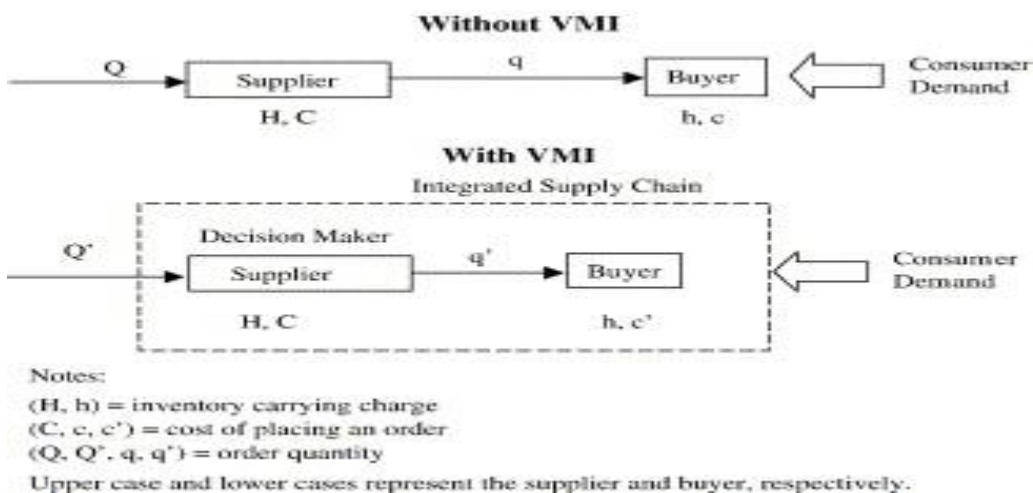 Without VMI
Q
Supplier
q
Buyer
Consumer
Demand
H, C
h, c
With VMI
Integrated Supply Chain
Decision Maker
Q'
Supplier
q'
Buyer
Consumer
Demand
H, C
h, c'
Notes:
(H, h) = inventory carrying charge
(C, c, c') = cost of placing an order
(Q, Q', q, q') = order quantity
Upper case and lower cases represent the supplier and buyer, respectively.